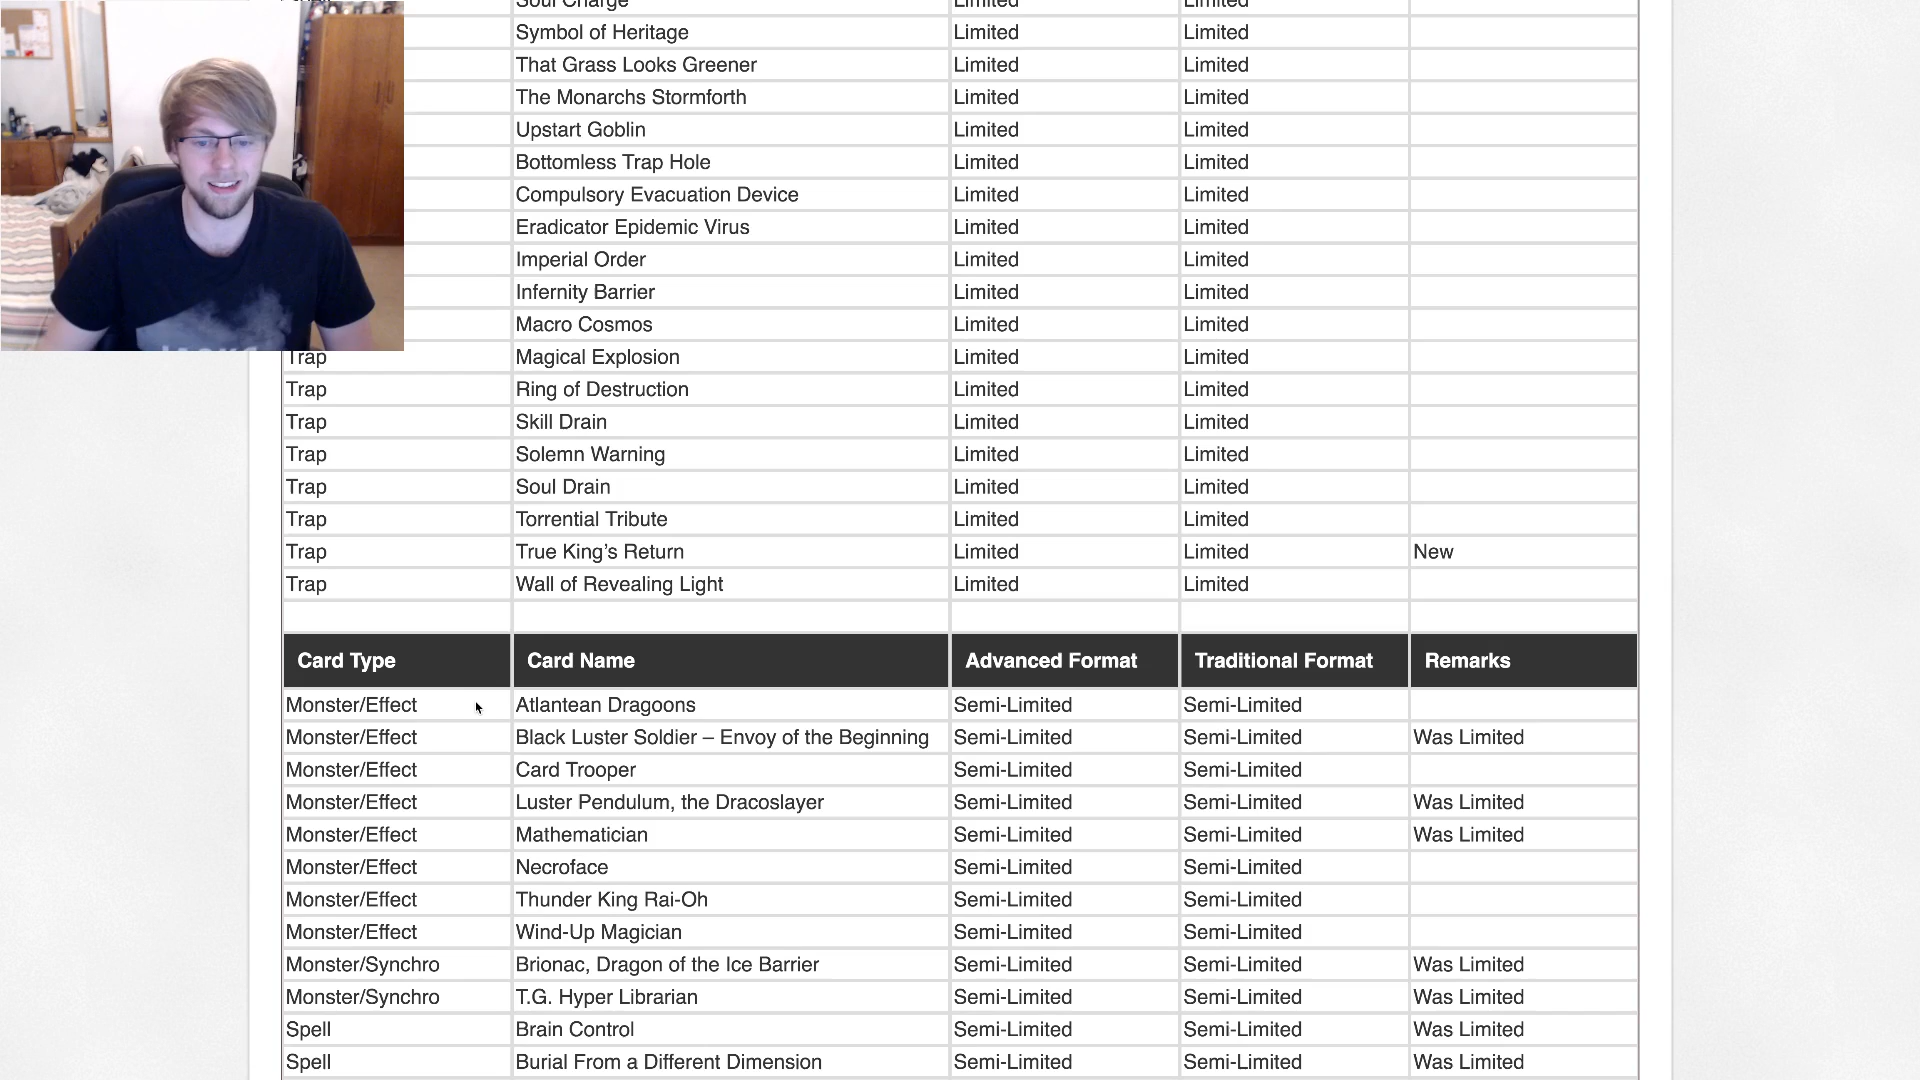 Soul Charge Limited Limited
Symbol of Heritage Limited Limited
That Grass Looks Greener Limited Limited
The Monarchs Stormforth Limited Limited
Upstart Goblin Limited Limited
Bottomless Trap Hole Limited Limited
Compulsory Evacuation Device Limited Limited
Eradicator Epidemic Virus Limited Limited
Imperial Order Limited Limited
Infernity Barrier Limited Limited
Macro Cosmos Limited Limited
Trap Magical Explosion Limited Limited
Trap Ring of Destruction Limited Limited
Trap Skill Drain Limited Limited
Trap Solemn Warning Limited Limited
Trap Soul Drain Limited Limited
Trap Torrential Tribute Limited Limited
Trap True King’s Return Limited Limited New
Trap Wall of Revealing Light Limited Limited
Card Type Card Name Advanced Format Traditional Format Remarks
Monster/Effect Atlantean Dragoons Semi-Limited Semi-Limited
Monster/Effect Black Luster Soldier – Envoy of the Beginning Semi-Limited Semi-Limited Was Limited
Monster/Effect Card Trooper Semi-Limited Semi-Limited
Monster/Effect Luster Pendulum, the Dracoslayer Semi-Limited Semi-Limited Was Limited
Monster/Effect Mathematician Semi-Limited Semi-Limited Was Limited
Monster/Effect Necroface Semi-Limited Semi-Limited
Monster/Effect Thunder King Rai-Oh Semi-Limited Semi-Limited
Monster/Effect Wind-Up Magician Semi-Limited Semi-Limited
Monster/Synchro Brionac, Dragon of the Ice Barrier Semi-Limited Semi-Limited Was Limited
Monster/Synchro T.G. Hyper Librarian Semi-Limited Semi-Limited Was Limited
Spell Brain Control Semi-Limited Semi-Limited Was Limited
Spell Burial From a Different Dimension Semi-Limited Semi-Limited Was Limited